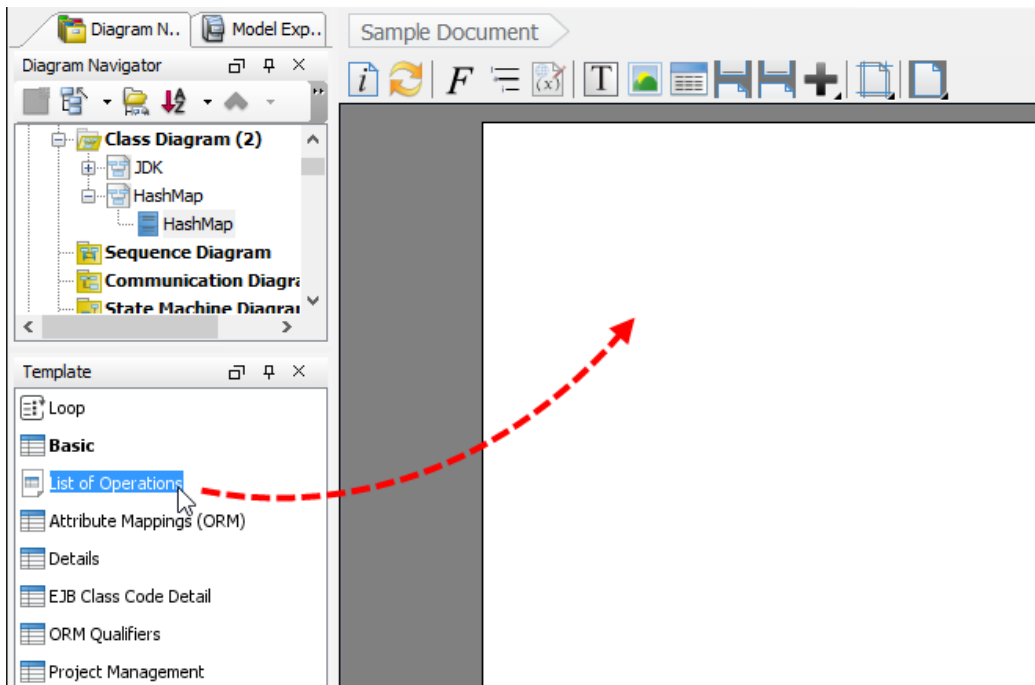 Diagram N..
Model Exp..
Sample Document
Diagram Navigator
Class Diagram (2)
JDK
HashMap
HashMap
Sequence Diagram
Communication Diagra
State Machine Diagram
Template
Loop
Basic
List of Operations
Attribute Mappings (ORM)
Details
EJB Class Code Detail
ORM Qualifiers
Project Management